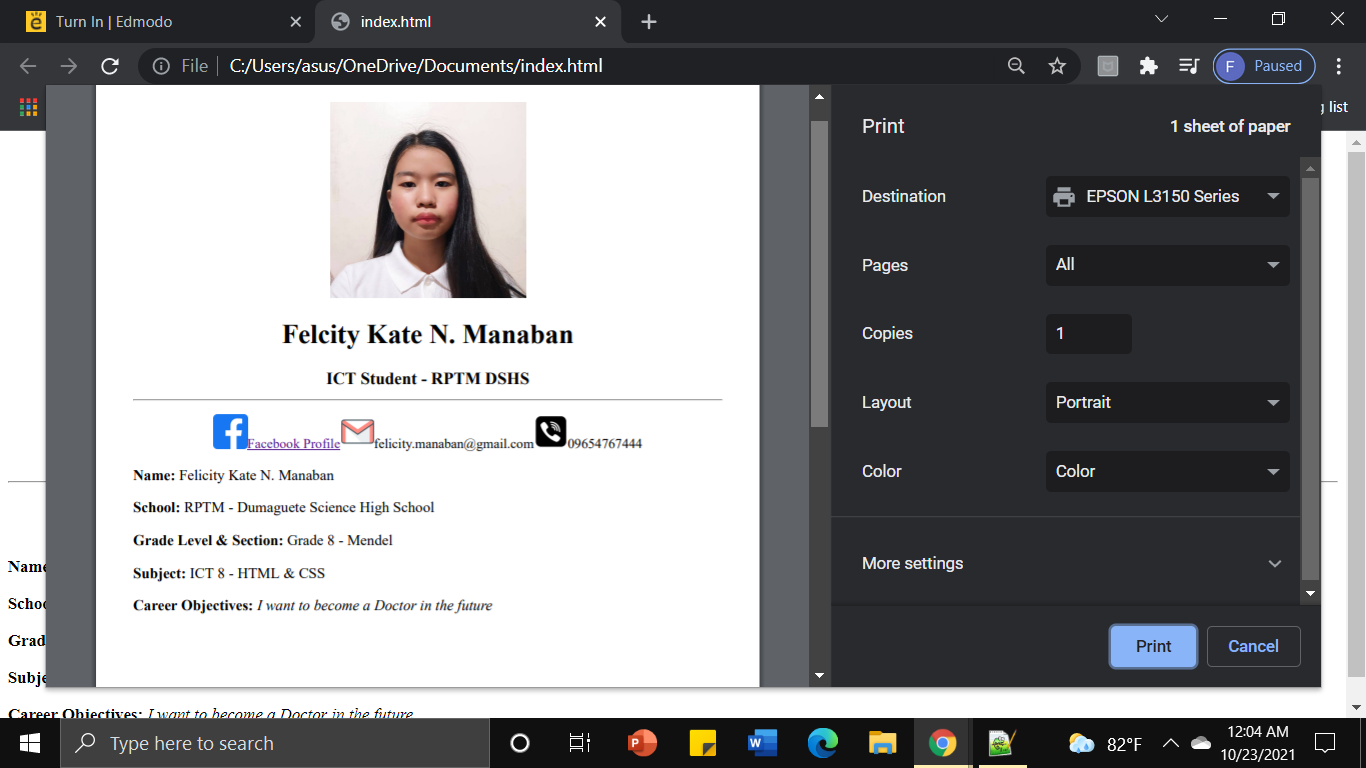 Turn In | Edmodo
index.html
File
C:/Users/asus/OneDrive/Documents/index.html
F
Paused
list
Felcity Kate N. Manaban
ICT Student - RPTM DSHS
Facebook Profile felicity.manaban@gmail.com 09654767444
Name: Felicity Kate N. Manaban
School: RPTM - Dumaguete Science High School
Grade Level & Section: Grade 8 - Mendel
Subject: ICT 8 - HTML & CSS
Career Objectives: I want to become a Doctor in the future
Print
1 sheet of paper
Destination
EPSON L3150 Series
Pages
All
Copies
1
Layout
Portrait
Color
Color
More settings
Print
Cancel
Name
Schoo
Grad
Subje
Career Objectives: I want to become a Doctor in the future
Type here to search
82°F
12:04 AM
10/23/2021